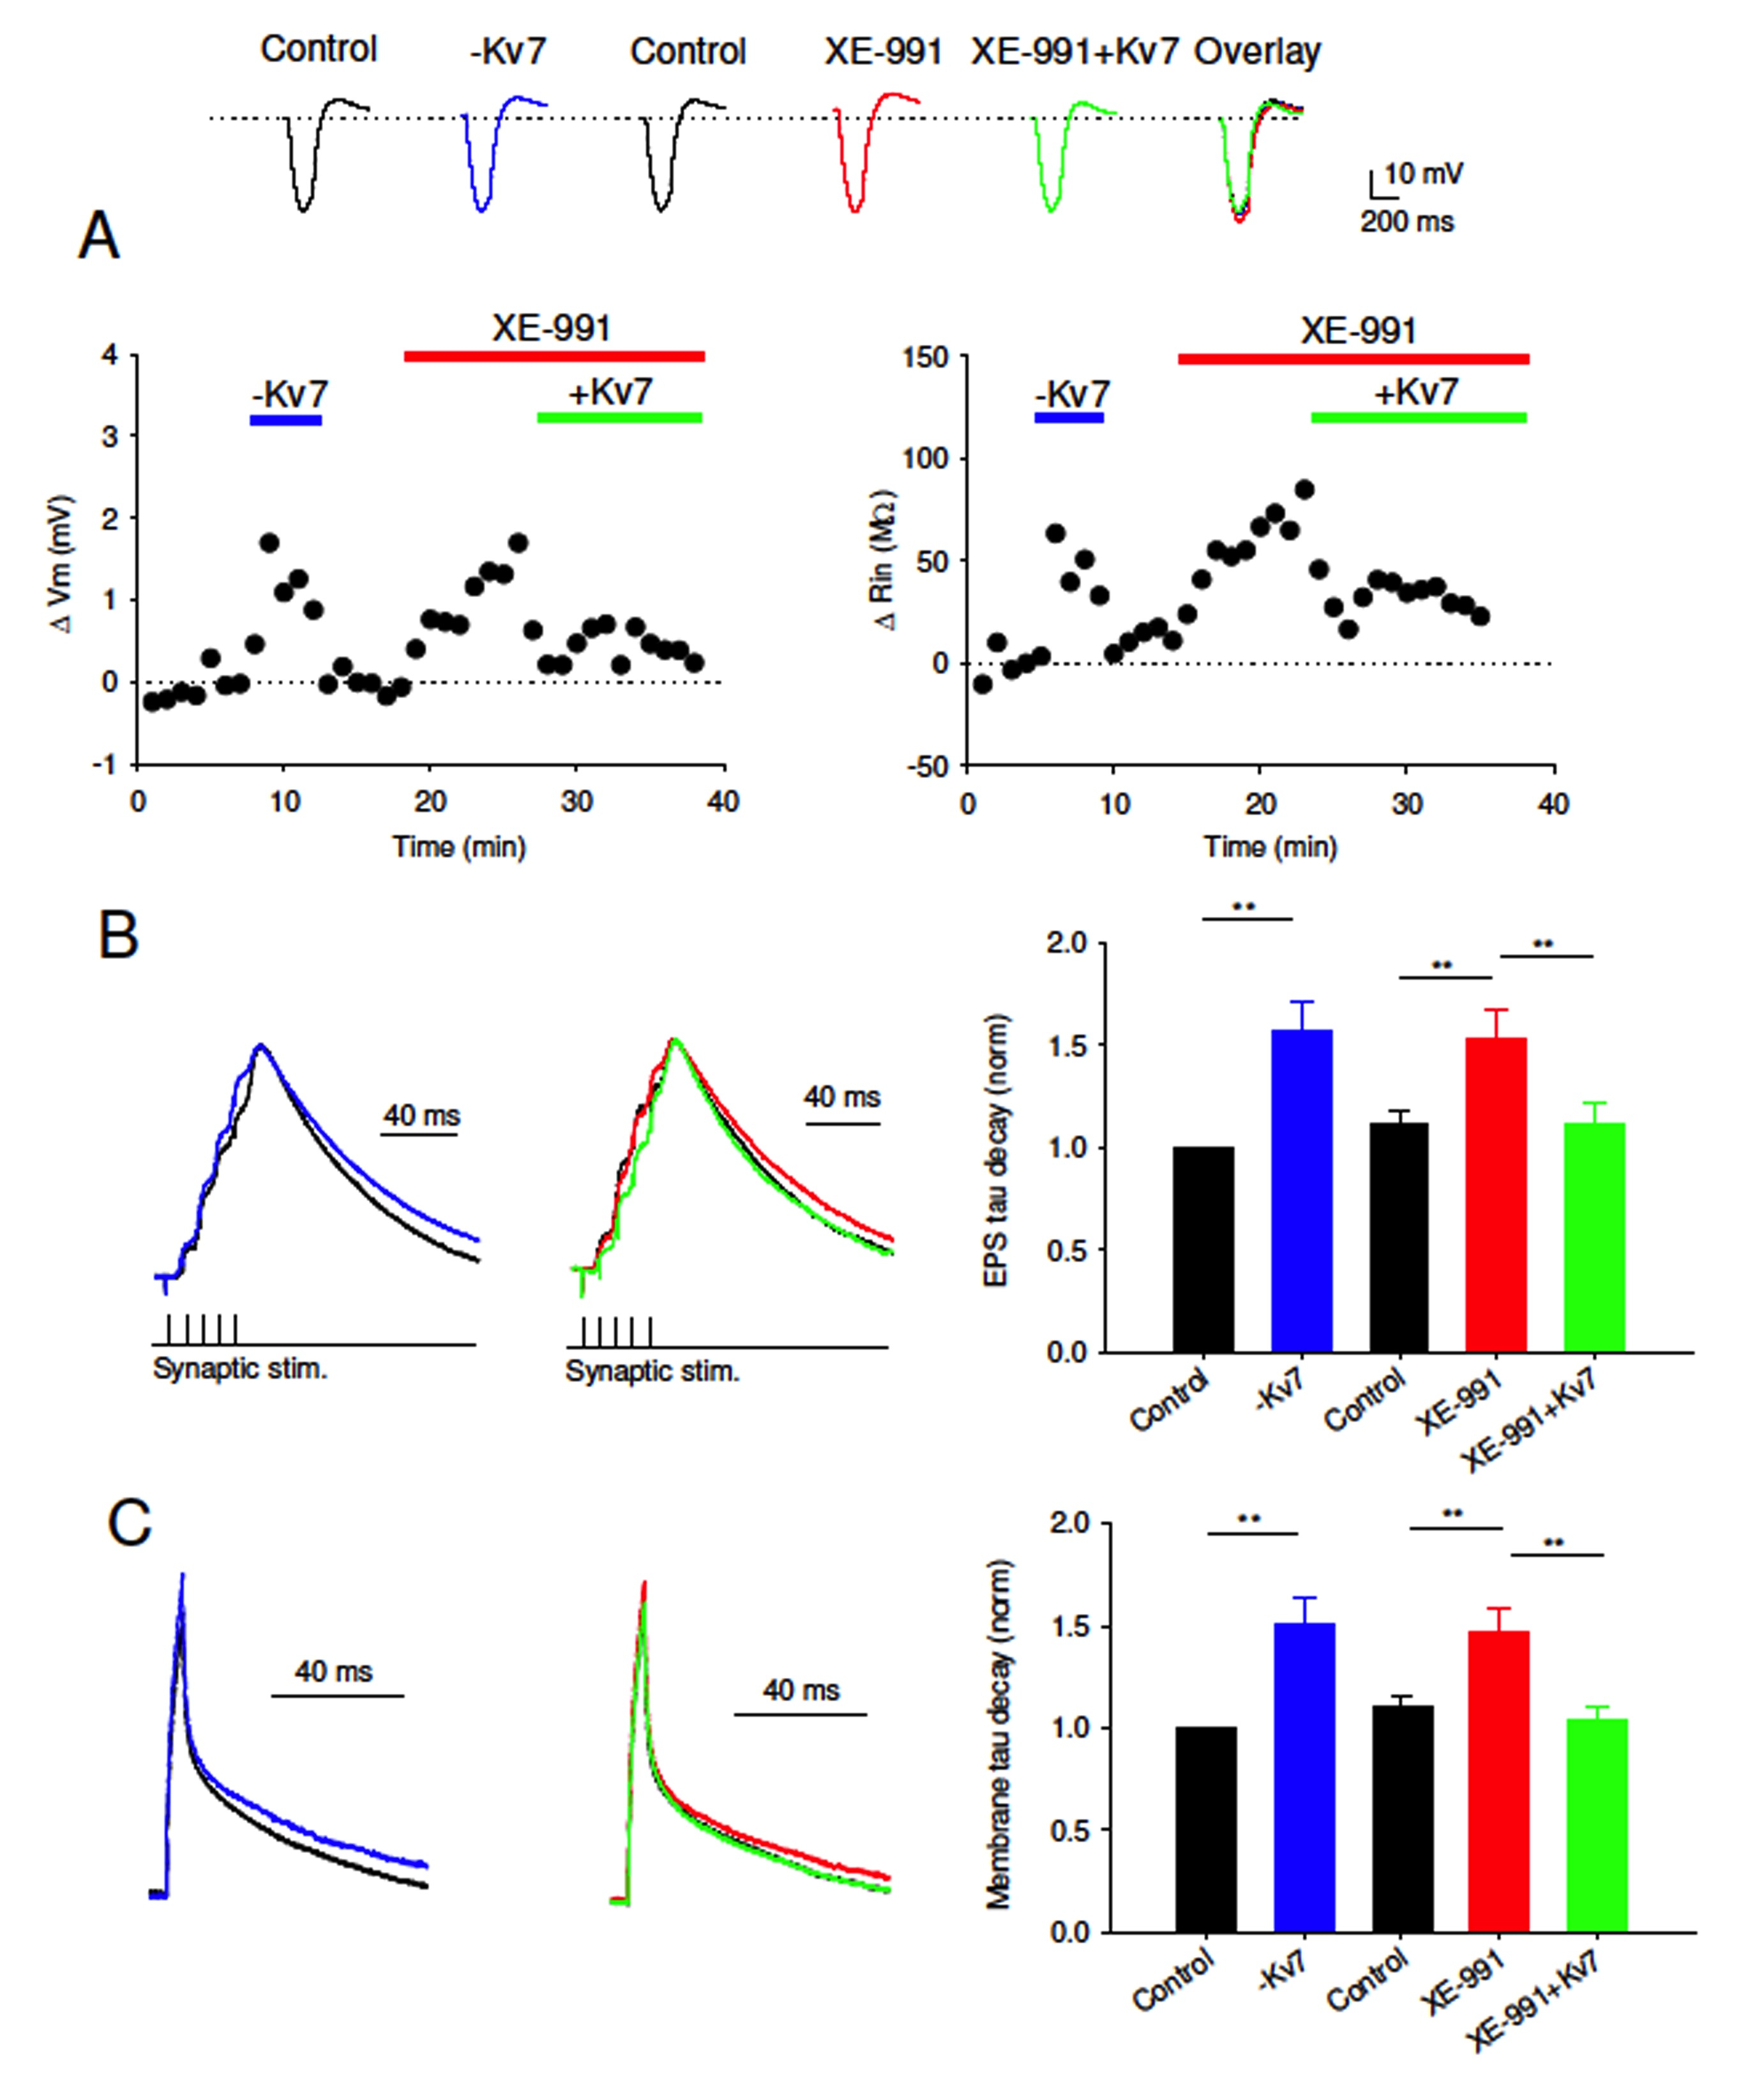 Control -Kv7 Control XE-991 XE-991+Kv7 Overlay
10 mV
200 ms
A
XE-991
-Kv7
+Kv7
4
3
2
1
0
-1
Δ Vm (mV)
0 10 20 30 40
Time (min)
XE-991
-Kv7
+Kv7
150
100
50
0
-50
Δ Rin (MΩ)
0 10 20 30 40
Time (min)
B
40 ms
Synaptic stim.
40 ms
Synaptic stim.
** ** **
2.0
1.5
1.0
0.5
0.0
EPS tau decay (norm)
Control
-Kv7
Control
XE-991
XE-991+Kv7
C
40 ms
40 ms
** ** **
2.0
1.5
1.0
0.5
0.0
Membrane tau decay (norm)
Control
-Kv7
Control
XE-991
XE-991+Kv7